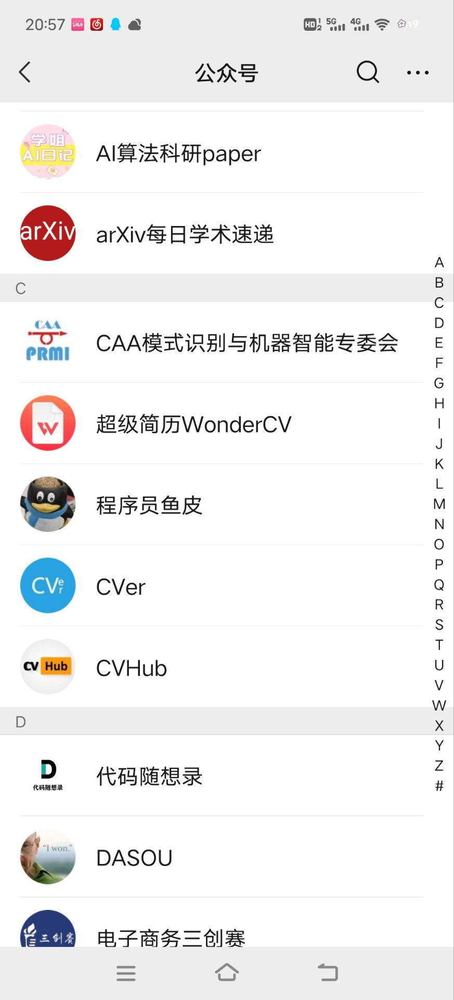 20:57
HD 1 2 5G 4G 49
公众号
学姐
AI日记
AI算法科研paper
arXiv
arXiv每日学术速递
C
CAA
PRMI
CAA模式识别与机器智能专委会
W
超级简历WonderCV
程序员鱼皮
CVer
CVer
CV Hub
CVHub
D
D
代码随想录
代码随想录
"I won."
DASOU
三创赛
电子商务三创赛
A
B
C
D
E
F
G
H
I
J
K
L
M
N
O
P
Q
R
S
T
U
V
W
X
Y
Z
#